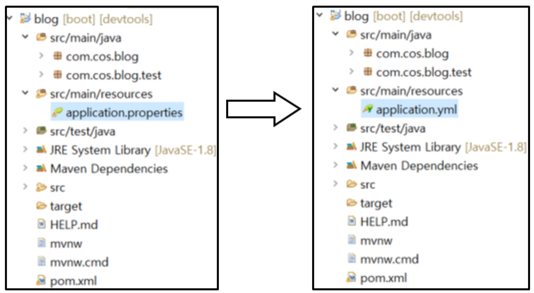 blog [boot] [devtools]
src/main/java
com.cos.blog
com.cos.blog.test
src/main/resources
application.properties
src/test/java
JRE System Library [JavaSE-1.8]
Maven Dependencies
src
target
HELP.md
mvnw
mvnw.cmd
pom.xml
blog [boot] [devtools]
src/main/java
com.cos.blog
com.cos.blog.test
src/main/resources
application.yml
src/test/java
JRE System Library [JavaSE-1.8]
Maven Dependencies
src
target
HELP.md
mvnw
mvnw.cmd
pom.xml